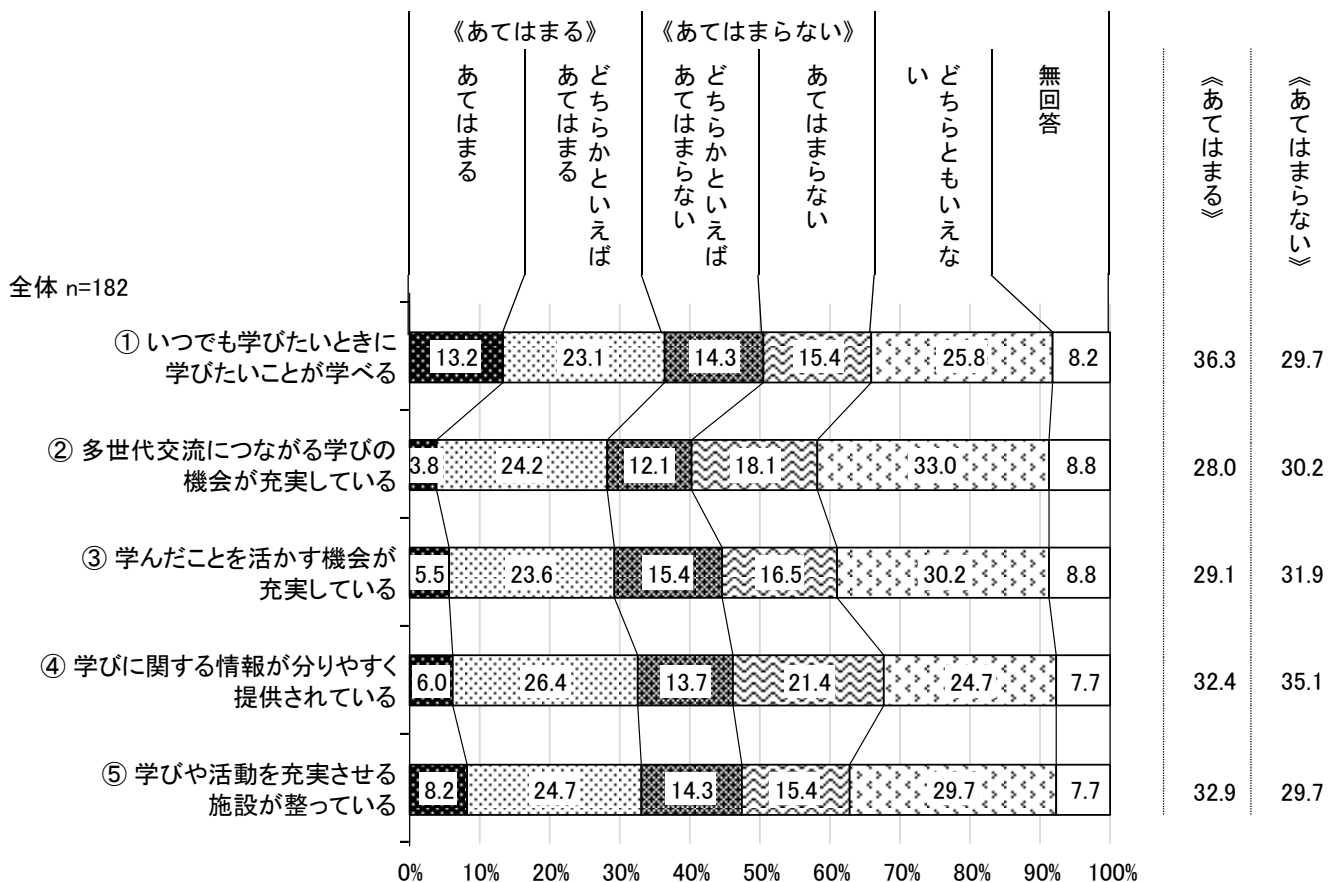 《あてはまる》
《あてはまらない》
あてはまる
どちらかといえば
あてはまる
どちらかといえば
あてはまらない
あてはまらない
どちらともいえな
い
無回答
《あてはまる》
《あてはまらない》
全体 n=182
① いつでも学びたいときに
学びたいことが学べる
13.2 23.1 14.3 15.4 25.8 8.2 36.3 29.7
② 多世代交流につながる学びの
機会が充実している
3.8 24.2 12.1 18.1 33.0 8.8 28.0 30.2
③ 学んだことを活かす機会が
充実している
5.5 23.6 15.4 16.5 30.2 8.8 29.1 31.9
④ 学びに関する情報が分りやすく
提供されている
6.0 26.4 13.7 21.4 24.7 7.7 32.4 35.1
⑤ 学びや活動を充実させる
施設が整っている
8.2 24.7 14.3 15.4 29.7 7.7 32.9 29.7
0% 10% 20% 30% 40% 50% 60% 70% 80% 90% 100%